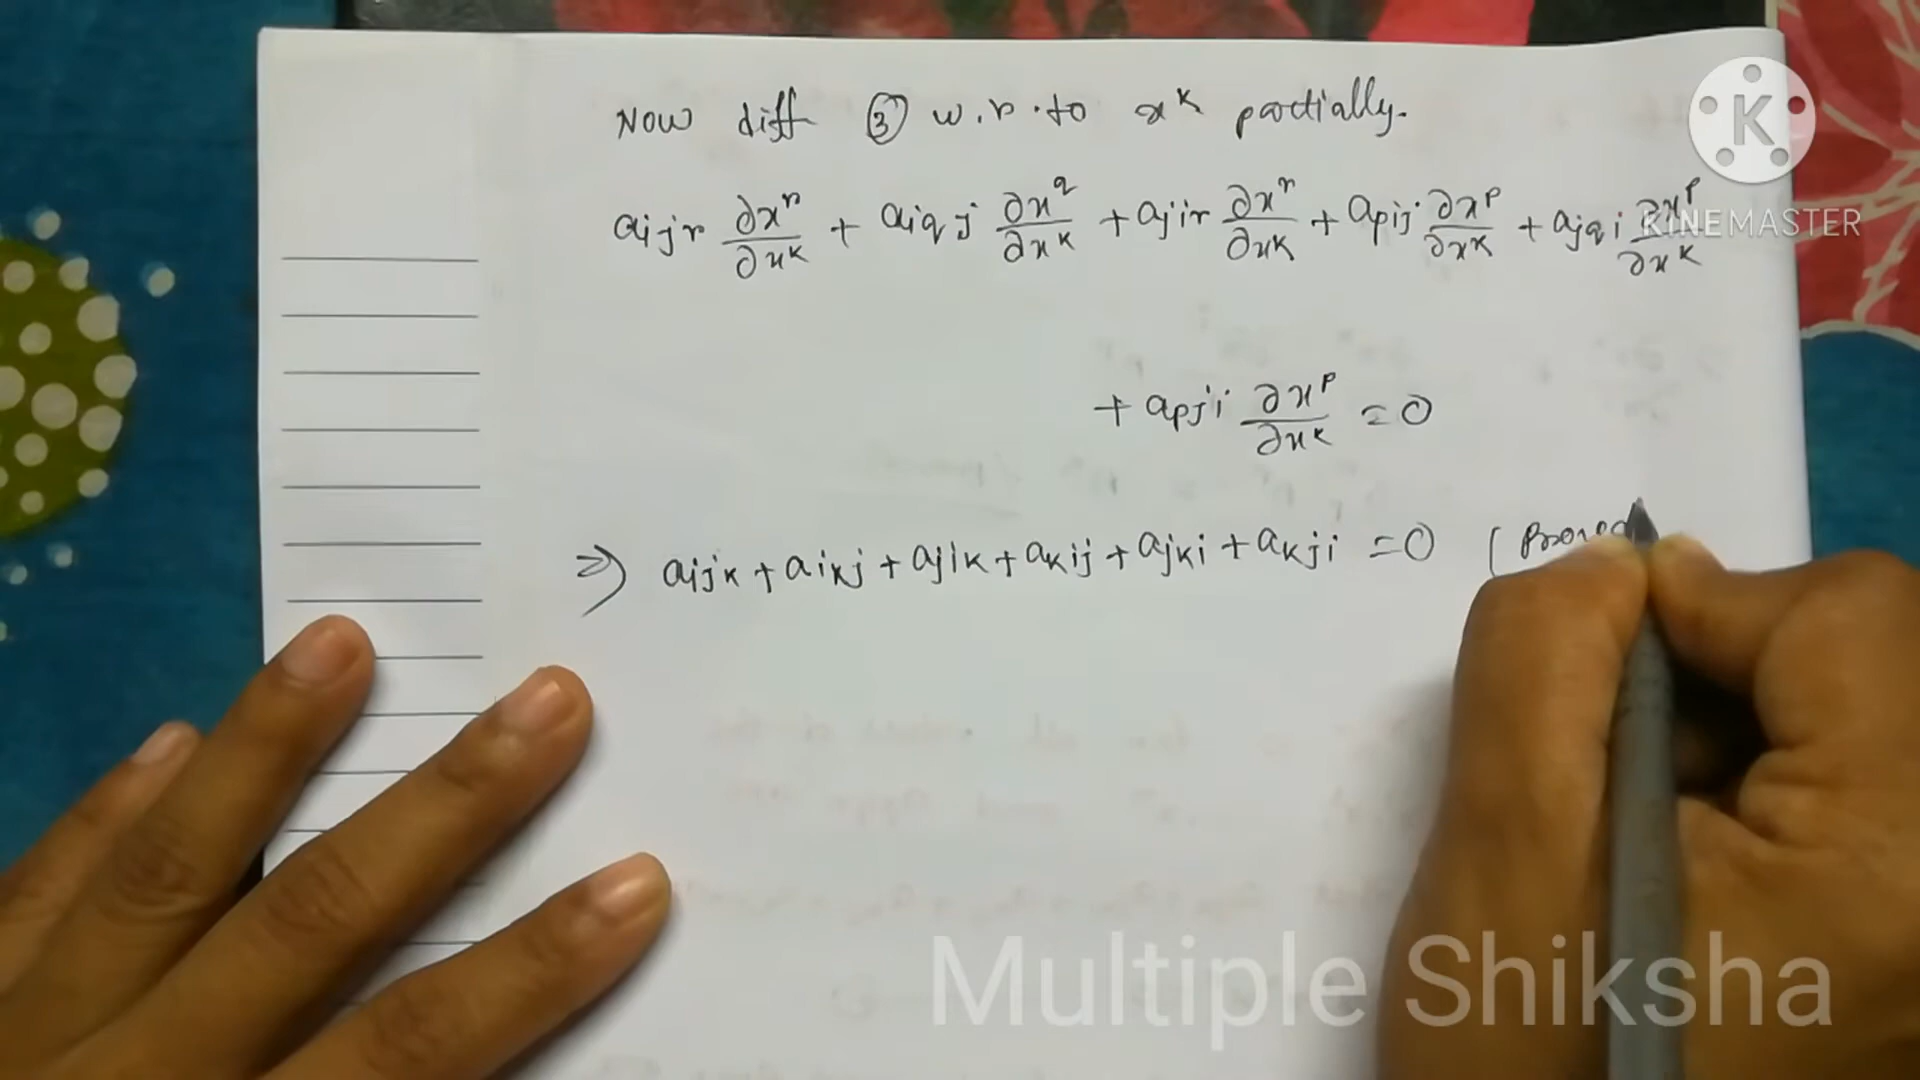 Now diff ③ w.r.to x^k partially.
a_ijr ∂x^r/∂x^k + a_iqj ∂x^q/∂x^k + a_jir ∂x^r/∂x^k + a_pij ∂x^p/∂x^k + a_jqi ∂x^p/∂x^k
+ a_pji ∂x^p/∂x^k = 0
⇒ a_ijk + a_ikj + a_jik + a_kij + a_jki + a_kji = 0 (Proved
K
KINEMASTER
Multiple Shiksha